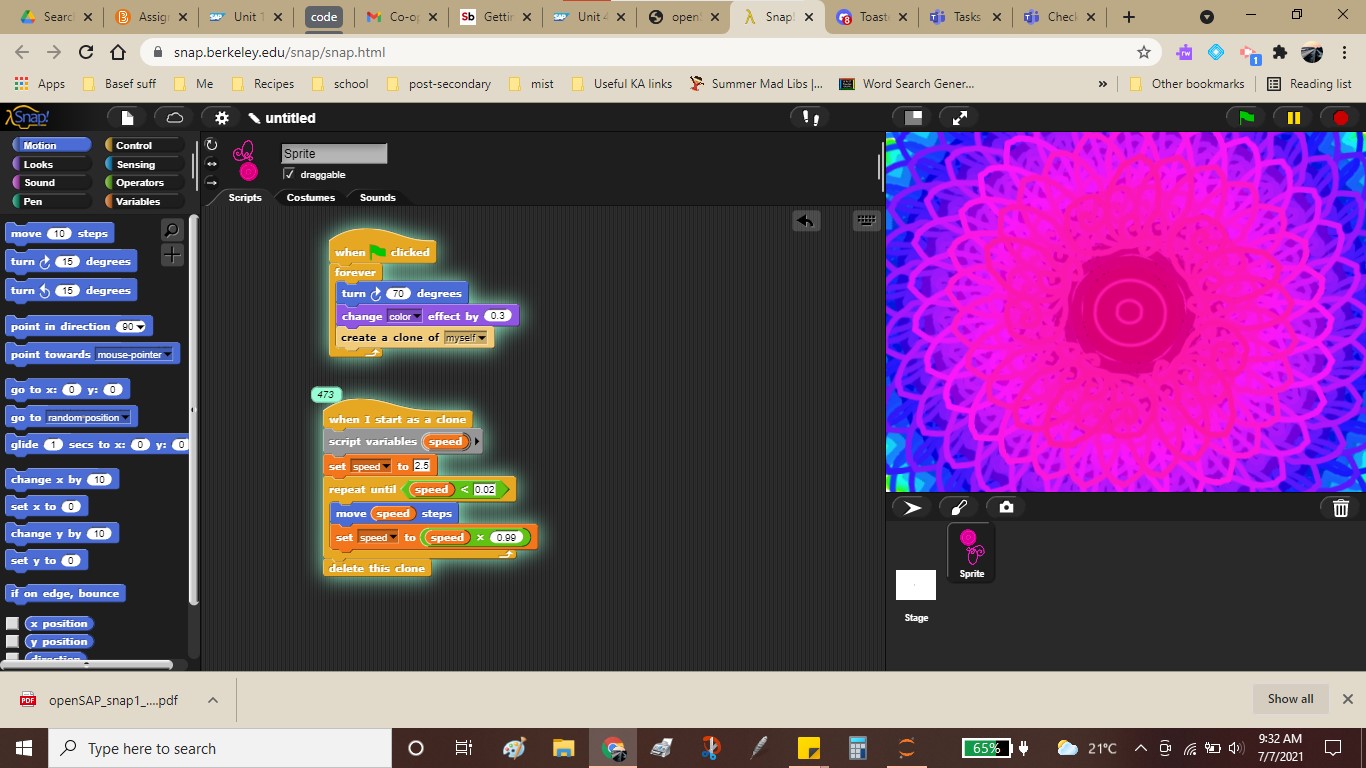 Search
Assign
Unit 1
code
Gmail Co-op
Sb Gettin
Unit 4
open
Snap!
Toast
Tasks
Check
snap.berkeley.edu/snap/snap.html
Apps Basef suff Me Recipes school post-secondary mist Useful KA links Summer Mad Libs |... Word Search Gener... » Other bookmarks Reading list
Snap! untitled
Motion Control
Looks Sensing
Sound Operators
Pen Variables
Sprite
draggable
Scripts Costumes Sounds
move 10 steps
turn 15 degrees
turn 15 degrees
point in direction 90
point towards mouse-pointer
go to x: 0 y: 0
go to random position
glide 1 secs to x: 0 y: 0
change x by 10
set x to 0
change y by 10
set y to 0
if on edge, bounce
x position
y position
direction
when clicked
forever
turn 70 degrees
change color effect by 0.3
create a clone of myself
473
when I start as a clone
script variables speed
set speed to 2.5
repeat until speed < 0.02
move speed steps
set speed to speed × 0.99
delete this clone
Sprite
Stage
openSAP_snap1_....pdf
Show all
Type here to search
65%
21°C
9:32 AM
7/7/2021